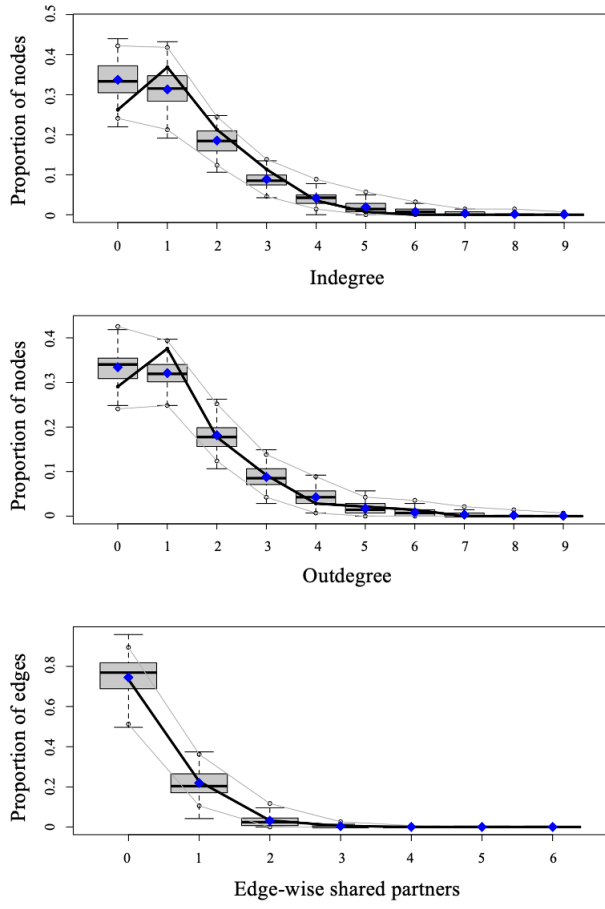 Proportion of nodes
0.5
0.4
0.3
0.2
0.1
0
0 1 2 3 4 5 6 7 8 9
Indegree
Proportion of nodes
0.4
0.3
0.2
0.1
0
0 1 2 3 4 5 6 7 8 9
Outdegree
Proportion of edges
0.8
0.6
0.4
0.2
0
0 1 2 3 4 5 6
Edge-wise shared partners